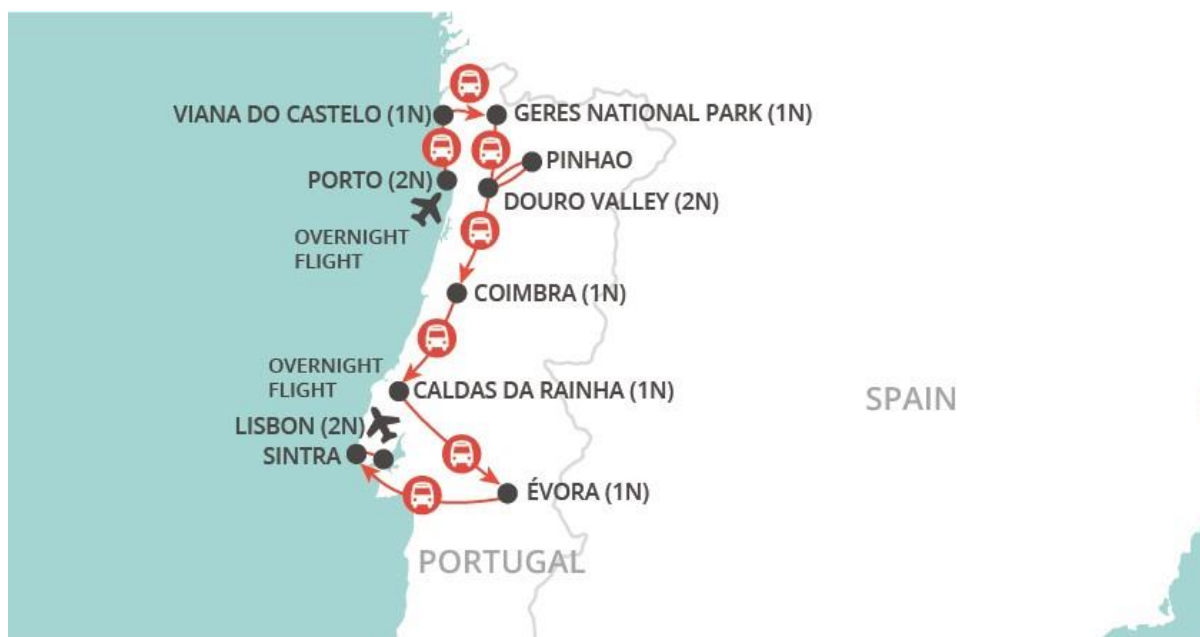 VIANA DO CASTELO (1N)
GERES NATIONAL PARK (1N)
PINHAO
PORTO (2N)
DOURO VALLEY (2N)
OVERNIGHT
FLIGHT
COIMBRA (1N)
OVERNIGHT
FLIGHT
CALDAS DA RAINHA (1N)
SPAIN
LISBON (2N)
SINTRA
ÉVORA (1N)
PORTUGAL